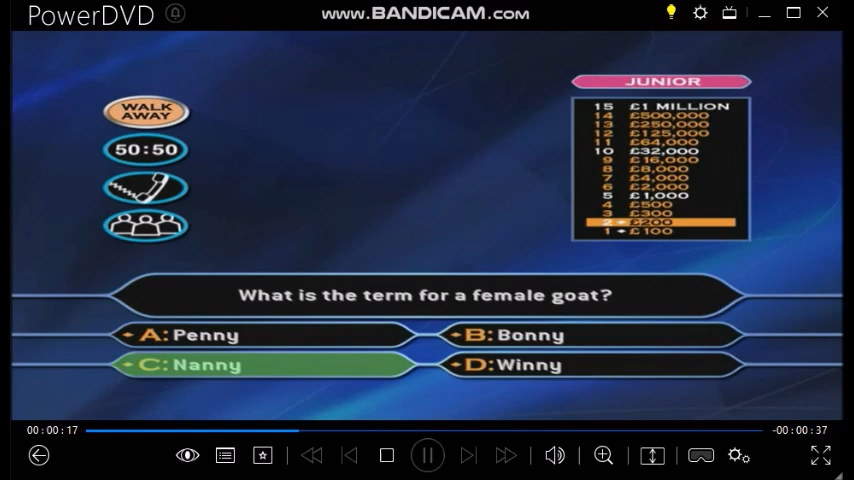 PowerDVD
www.BANDICAM.com
WALK AWAY
50:50
JUNIOR
15 £1 MILLION
14 £500,000
13 £250,000
12 £125,000
11 £64,000
10 £32,000
9 £16,000
8 £8,000
7 £4,000
6 £2,000
5 £1,000
4 £500
3 £300
2 £200
1 £100
What is the term for a female goat?
A: Penny
B: Bonny
C: Nanny
D: Winny
00:00:17
-00:00:37